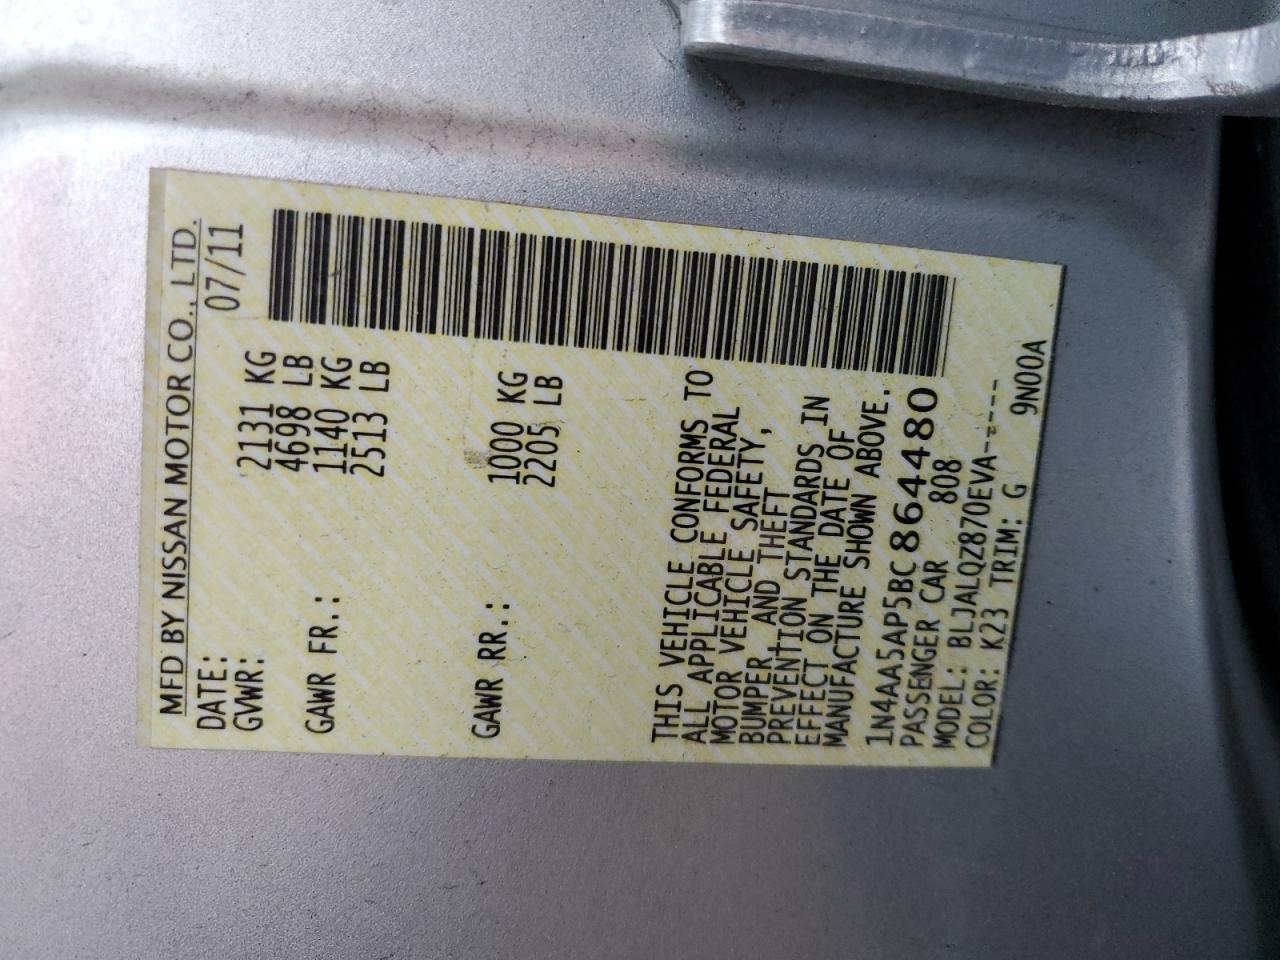 MFD BY NISSAN MOTOR CO., LTD.
DATE: 07/11
GVWR: 2131 KG
4698 LB
GAWR FR.: 1140 KG
2513 LB
GAWR RR.: 1000 KG
2205 LB
THIS VEHICLE CONFORMS TO
ALL APPLICABLE FEDERAL
MOTOR VEHICLE SAFETY,
BUMPER AND THEFT
PREVENTION STANDARDS IN
EFFECT ON THE DATE OF
MANUFACTURE SHOWN ABOVE.
1N4AA5AP5BC864480
PASSENGER CAR 808
MODEL: BLJALQZ870EVA-----
COLOR: K23 TRIM: G 9N00A